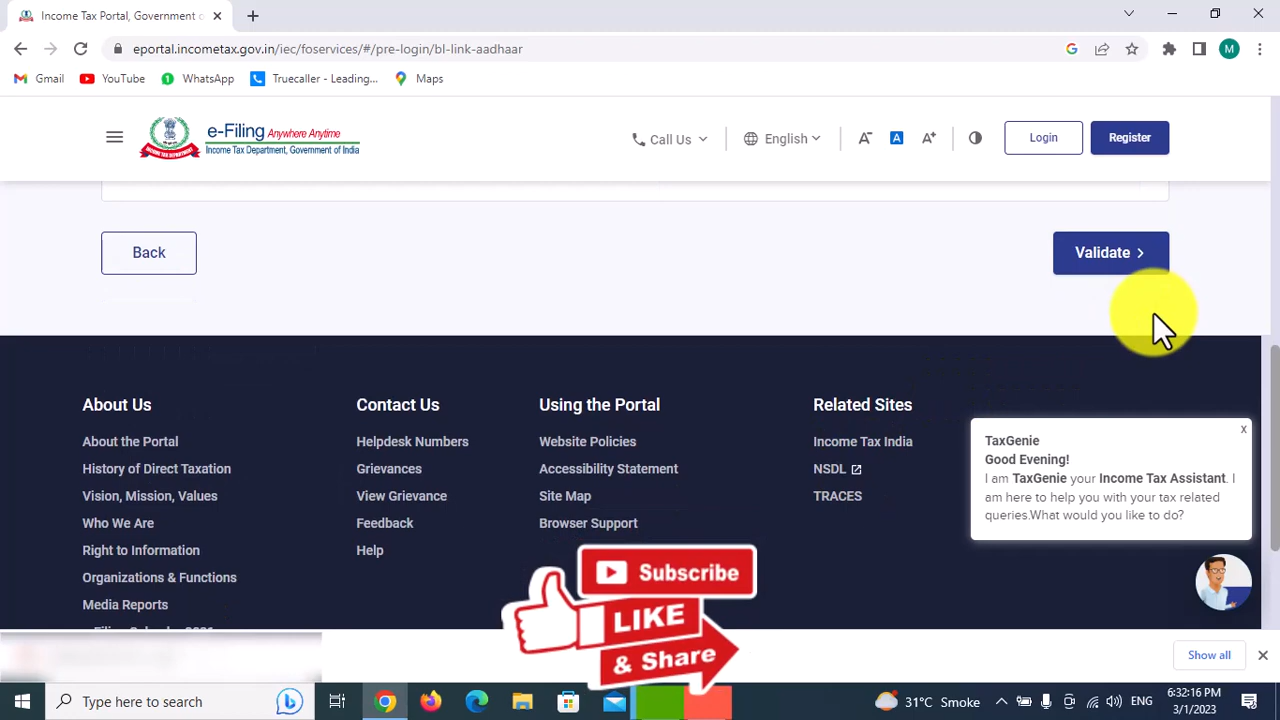 Income Tax Portal, Government o
eportal.incometax.gov.in/iec/foservices/#/pre-login/bl-link-aadhaar
M
Gmail
YouTube
WhatsApp
Truecaller - Leading...
Maps
e-Filing Anywhere Anytime
Income Tax Department, Government of India
Call Us
English
A-
A
A+
Login
Register
Back
Validate
About Us
About the Portal
History of Direct Taxation
Vision, Mission, Values
Who We Are
Right to Information
Organizations & Functions
Media Reports
Contact Us
Helpdesk Numbers
Grievances
View Grievance
Feedback
Help
Using the Portal
Website Policies
Accessibility Statement
Site Map
Browser Support
Related Sites
Income Tax India
NSDL
TRACES
x
TaxGenie
Good Evening!
I am TaxGenie your Income Tax Assistant. I
am here to help you with your tax related
queries.What would you like to do?
Subscribe
LIKE
& Share
Show all
Type here to search
31°C Smoke
ENG
6:32:16 PM
3/1/2023